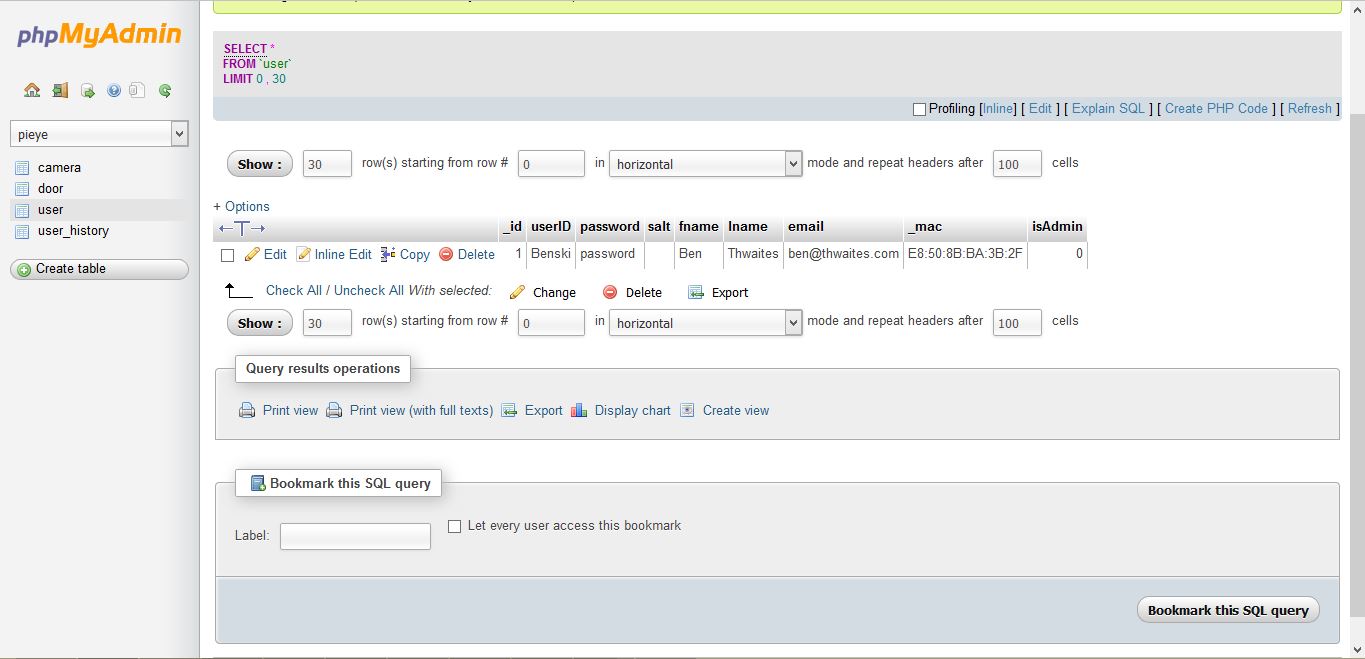 phpMyAdmin
pieye
camera
door
user
user_history
Create table
SELECT *
FROM `user`
LIMIT 0 , 30
Profiling [Inline] [ Edit ] [ Explain SQL ] [ Create PHP Code ] [ Refresh ]
Show : 30 row(s) starting from row # 0 in horizontal mode and repeat headers after 100 cells
+ Options
←T→ _id userID password salt fname lname email _mac isAdmin
Edit Inline Edit Copy Delete 1 Benski password Ben Thwaites ben@thwaites.com E8:50:8B:BA:3B:2F 0
Check All / Uncheck All With selected: Change Delete Export
Show : 30 row(s) starting from row # 0 in horizontal mode and repeat headers after 100 cells
Query results operations
Print view Print view (with full texts) Export Display chart Create view
Bookmark this SQL query
Label: Let every user access this bookmark
Bookmark this SQL query